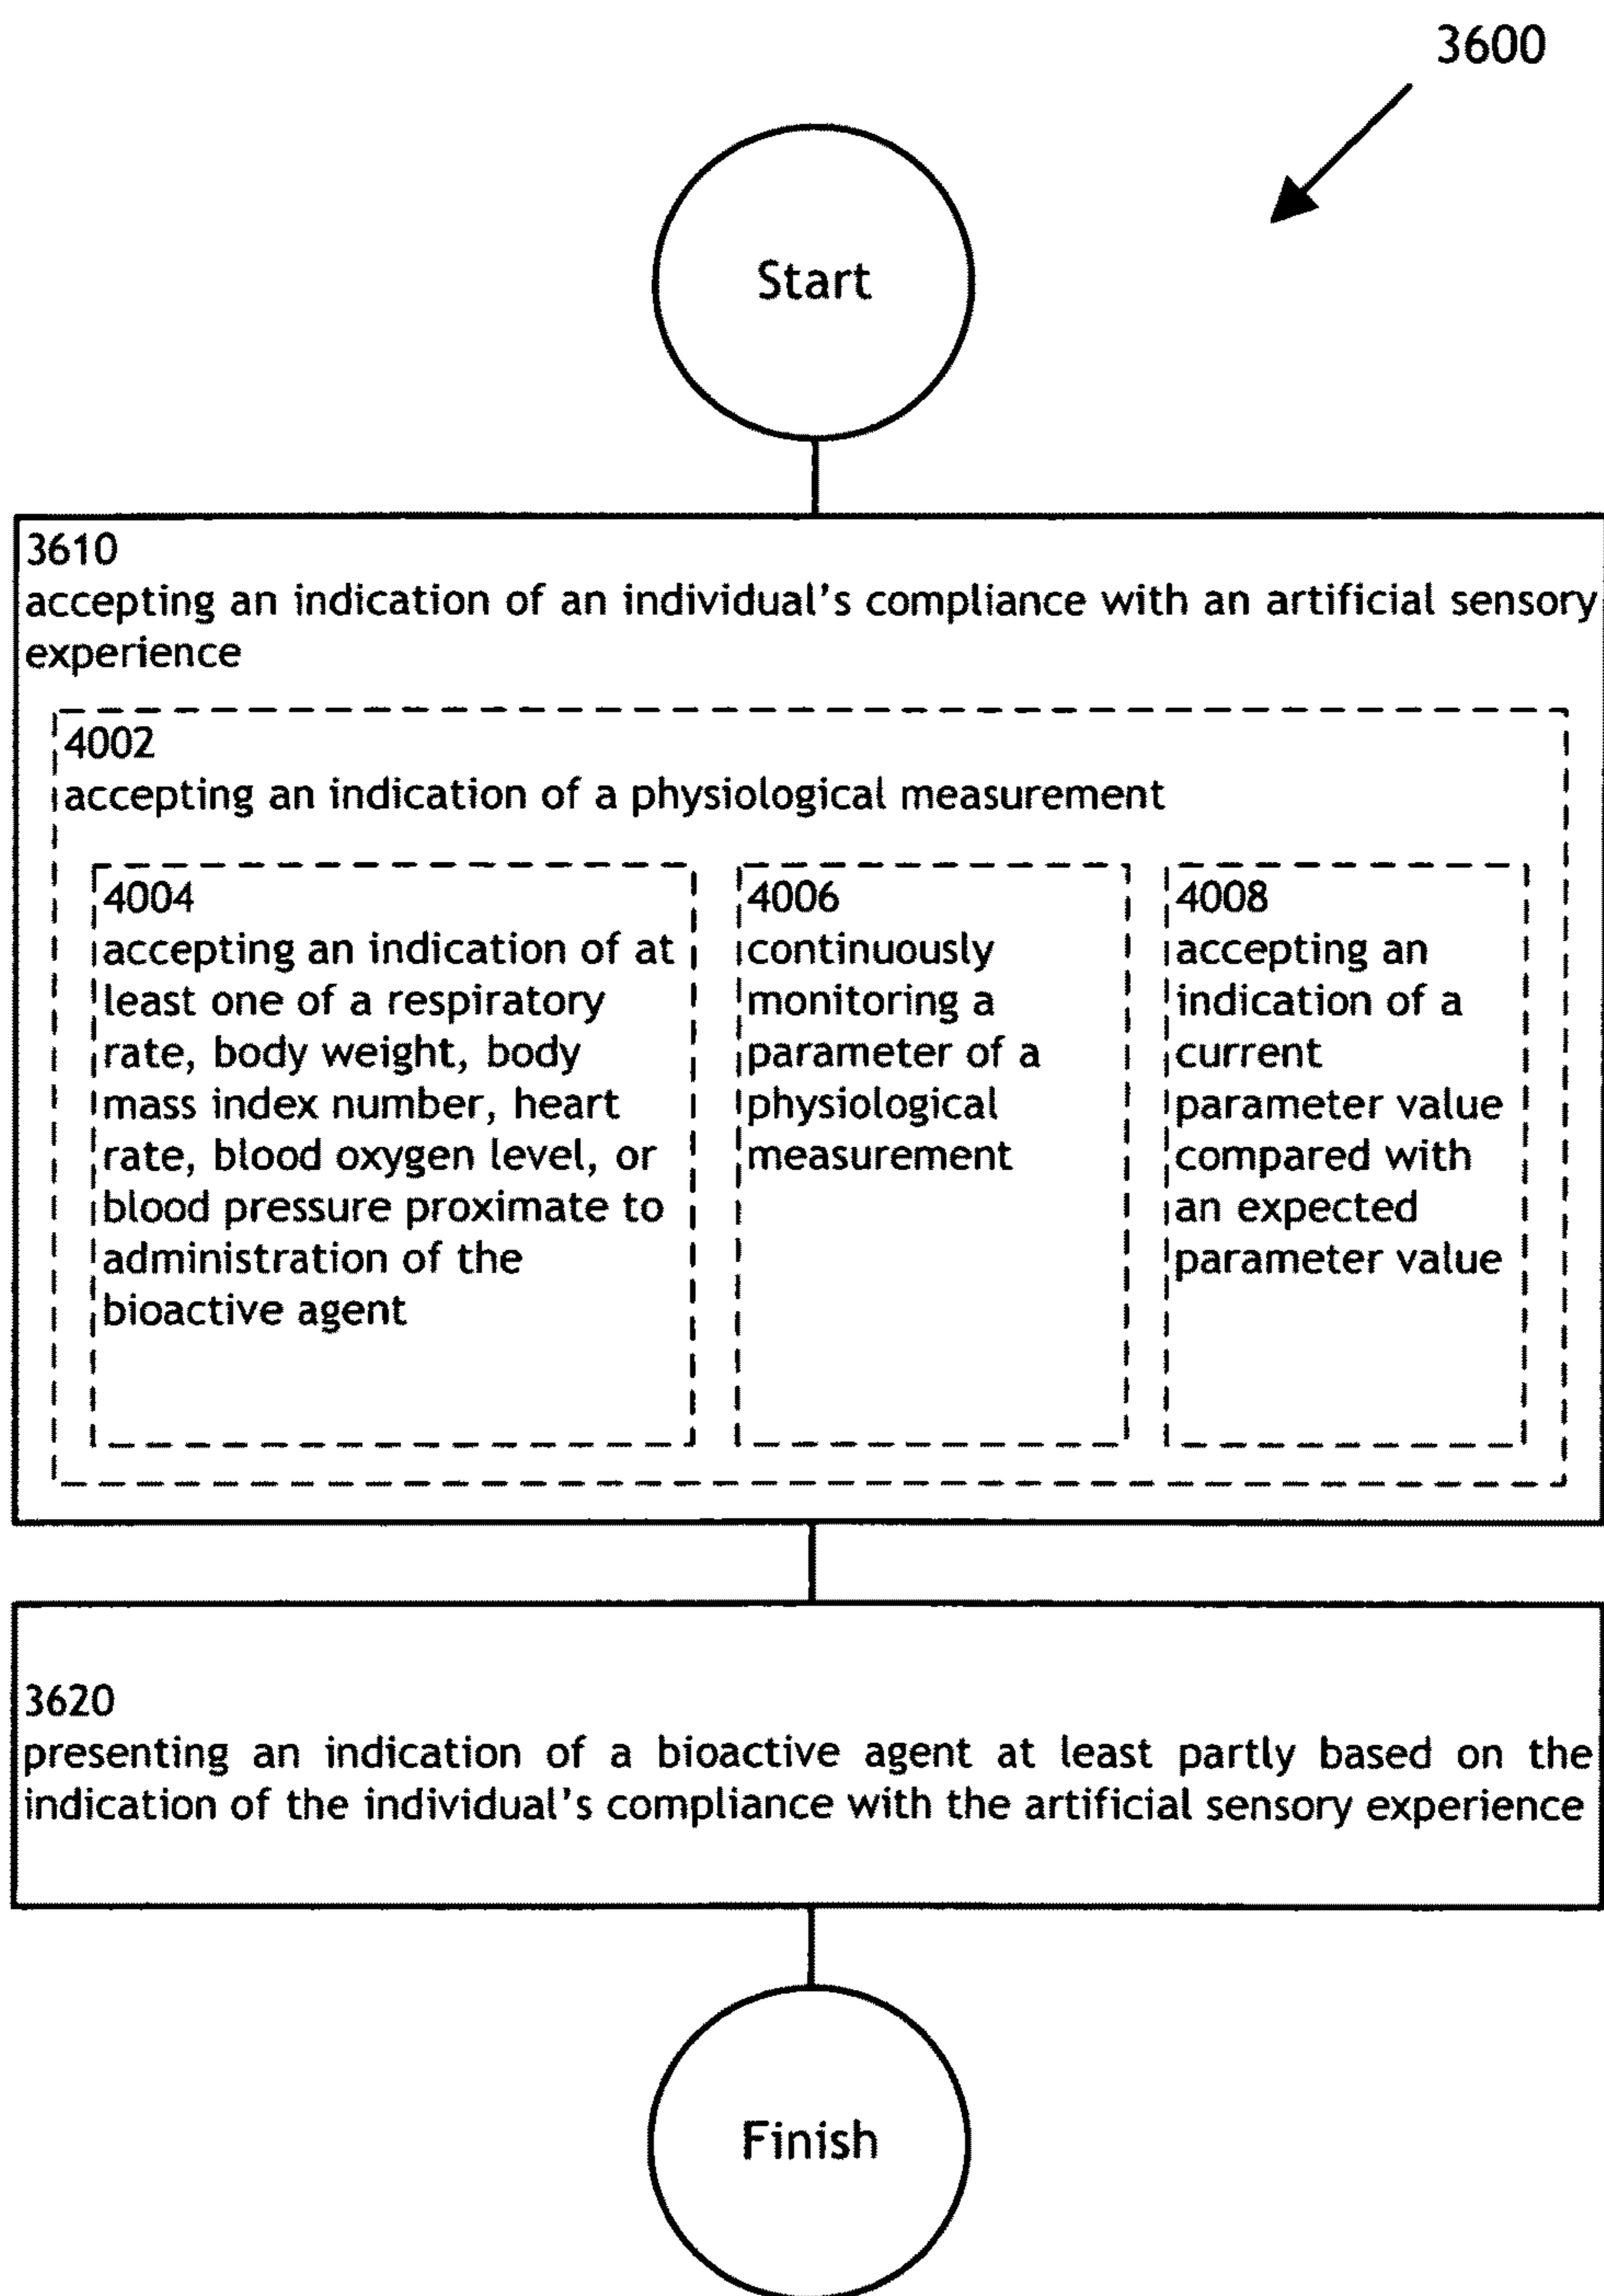 3600
Start
3610
accepting an indication of an individual's compliance with an artificial sensory
experience
4002
accepting an indication of a physiological measurement
4004
accepting an indication of at
least one of a respiratory
rate, body weight, body
mass index number, heart
rate, blood oxygen level, or
blood pressure proximate to
administration of the
bioactive agent
4006
continuously
monitoring a
parameter of a
physiological
measurement
4008
accepting an
indication of a
current
parameter value
compared with
an expected
parameter value
3620
presenting an indication of a bioactive agent at least partly based on the
indication of the individual's compliance with the artificial sensory experience
Finish